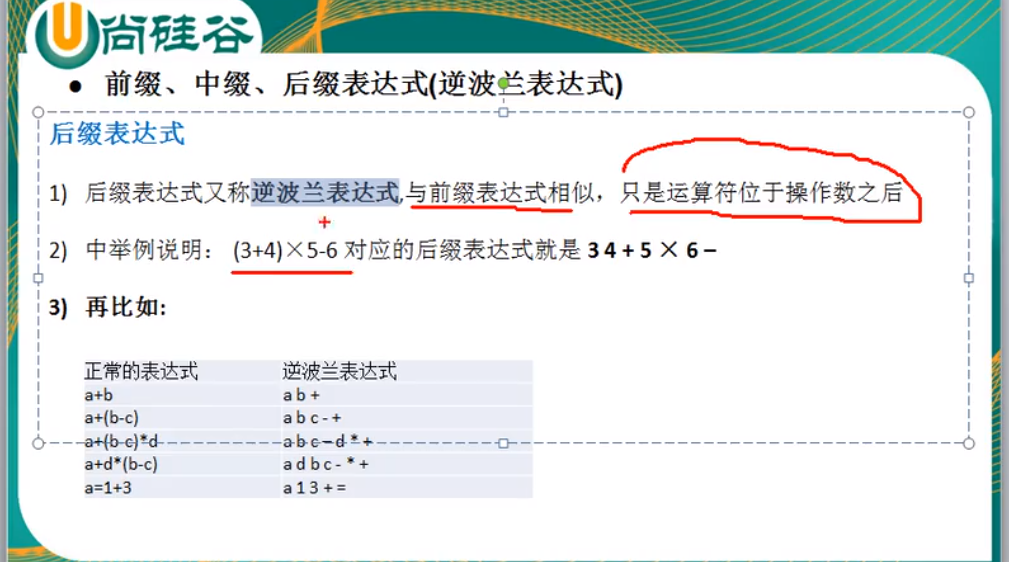 尚硅谷
● 前缀、中缀、后缀表达式(逆波兰表达式)
后缀表达式
1) 后缀表达式又称逆波兰表达式,与前缀表达式相似，只是运算符位于操作数之后
2) 中举例说明： (3+4)×5-6 对应的后缀表达式就是 3 4 + 5 × 6 –
3) 再比如:
正常的表达式 逆波兰表达式
a+b a b +
a+(b-c) a b c - +
a+(b-c)*d a b c – d * +
a+d*(b-c) a d b c - * +
a=1+3 a 1 3 + =